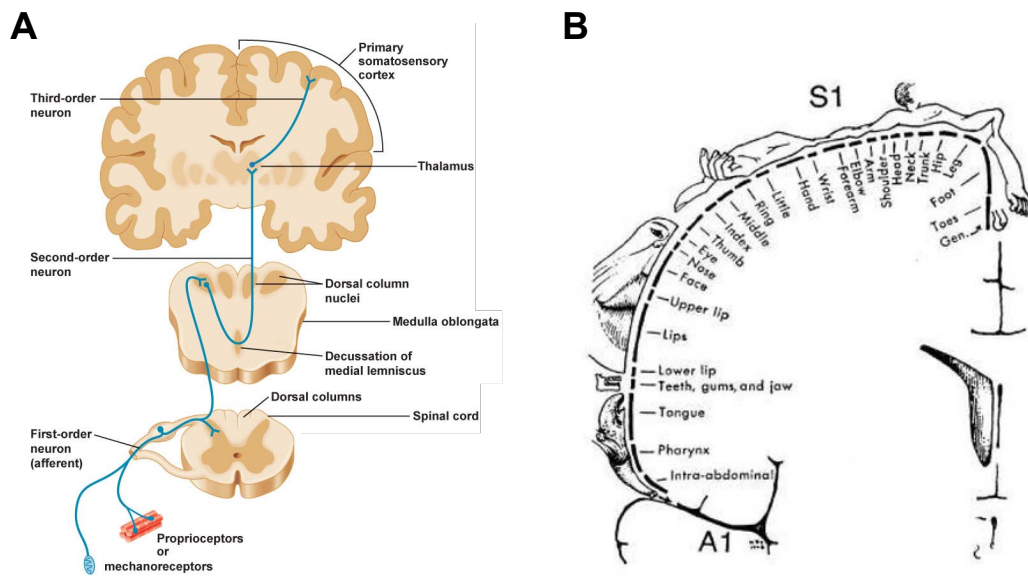 A
Primary
somatosensory
cortex
Third-order
neuron
Thalamus
Second-order
neuron
Dorsal column
nuclei
Medulla oblongata
Decussation of
medial lemniscus
Dorsal columns
Spinal cord
First-order
neuron
(afferent)
Proprioceptors
or
mechanoreceptors
B
S1
Leg
Hip
Trunk
Neck
Head
Shoulder
Arm
Elbow
Forearm
Wrist
Hand
Little
Ring
Middle
Index
Thumb
Eye
Nose
Face
Upper lip
Lips
Lower lip
Teeth, gums, and jaw
Tongue
Pharynx
Intra-abdominal
Foot
Toes
Gen.
A1